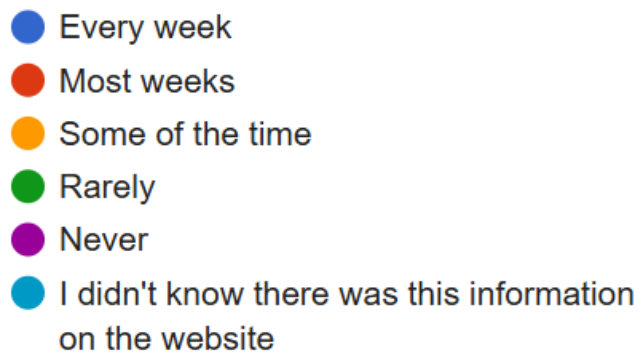 Every week
Most weeks
Some of the time
Rarely
Never
I didn't know there was this information
on the website